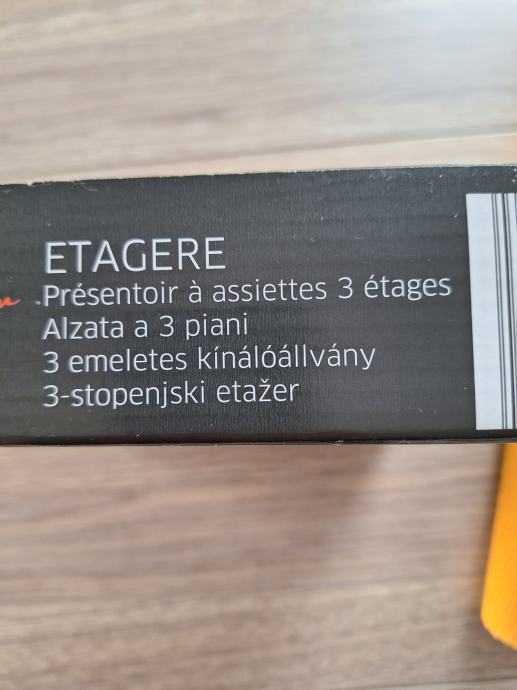 ETAGERE
Présentoir à assiettes 3 étages
Alzata a 3 piani
3 emeletes kínálóállvány
3-stopenjski etažer